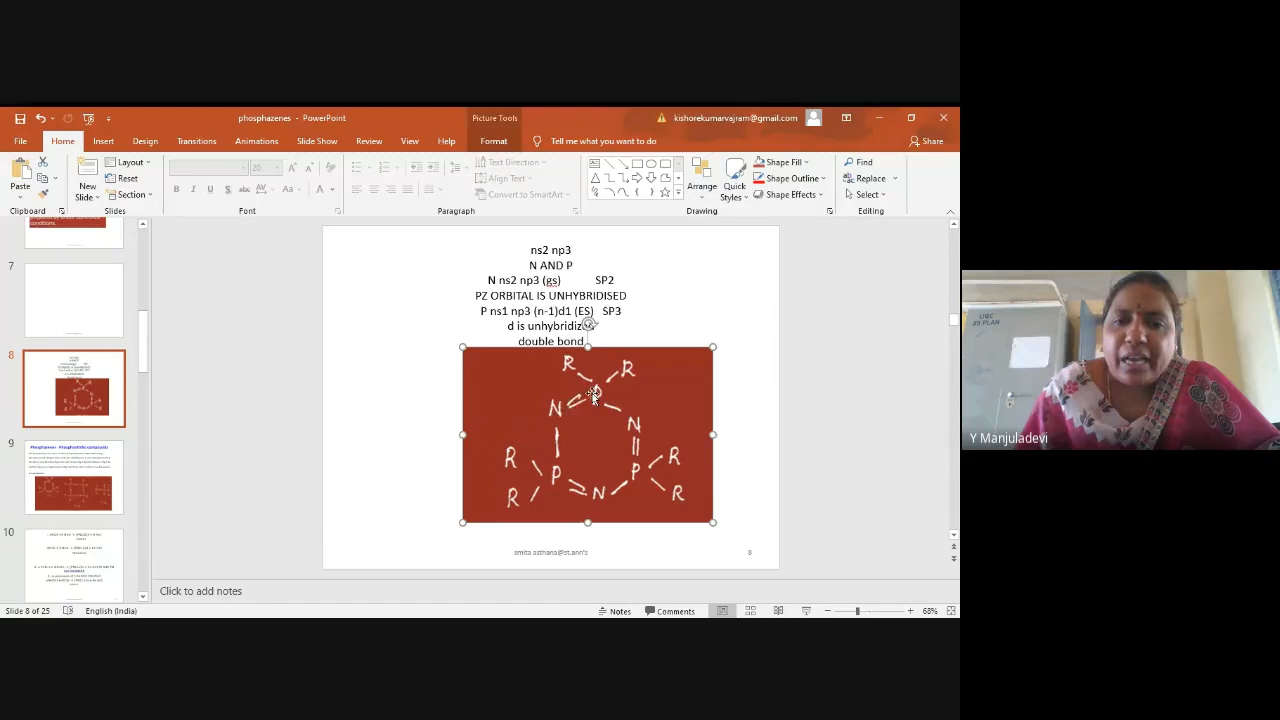 phosphazenes - PowerPoint
Picture Tools
kishorekumarvajram@gmail.com
File
Home
Insert
Design
Transitions
Animations
Slide Show
Review
View
Help
Format
Tell me what you want to do
Share
Paste
New
Slide
Layout
Reset
Section
20
Text Direction
Align Text
Convert to SmartArt
Arrange
Quick
Styles
Shape Fill
Shape Outline
Shape Effects
Find
Replace
Select
Clipboard
Slides
Font
Paragraph
Drawing
Editing
conditions.
7
8
9
Phosphazenes - Phosphonitrilic compounds
10
ns2 np3
N AND P
N ns2 np3 (gs) SP2
PZ ORBITAL IS UNHYBRIDISED
P ns1 np3 (n-1)d1 (ES) SP3
d is
double bond
R R
N
N
R P P R
R N R
smita asthana@st.ann's
8
Click to add notes
Slide 8 of 25
English (India)
Notes
Comments
68%
UGC
XII PLAN
Y Manjuladevi